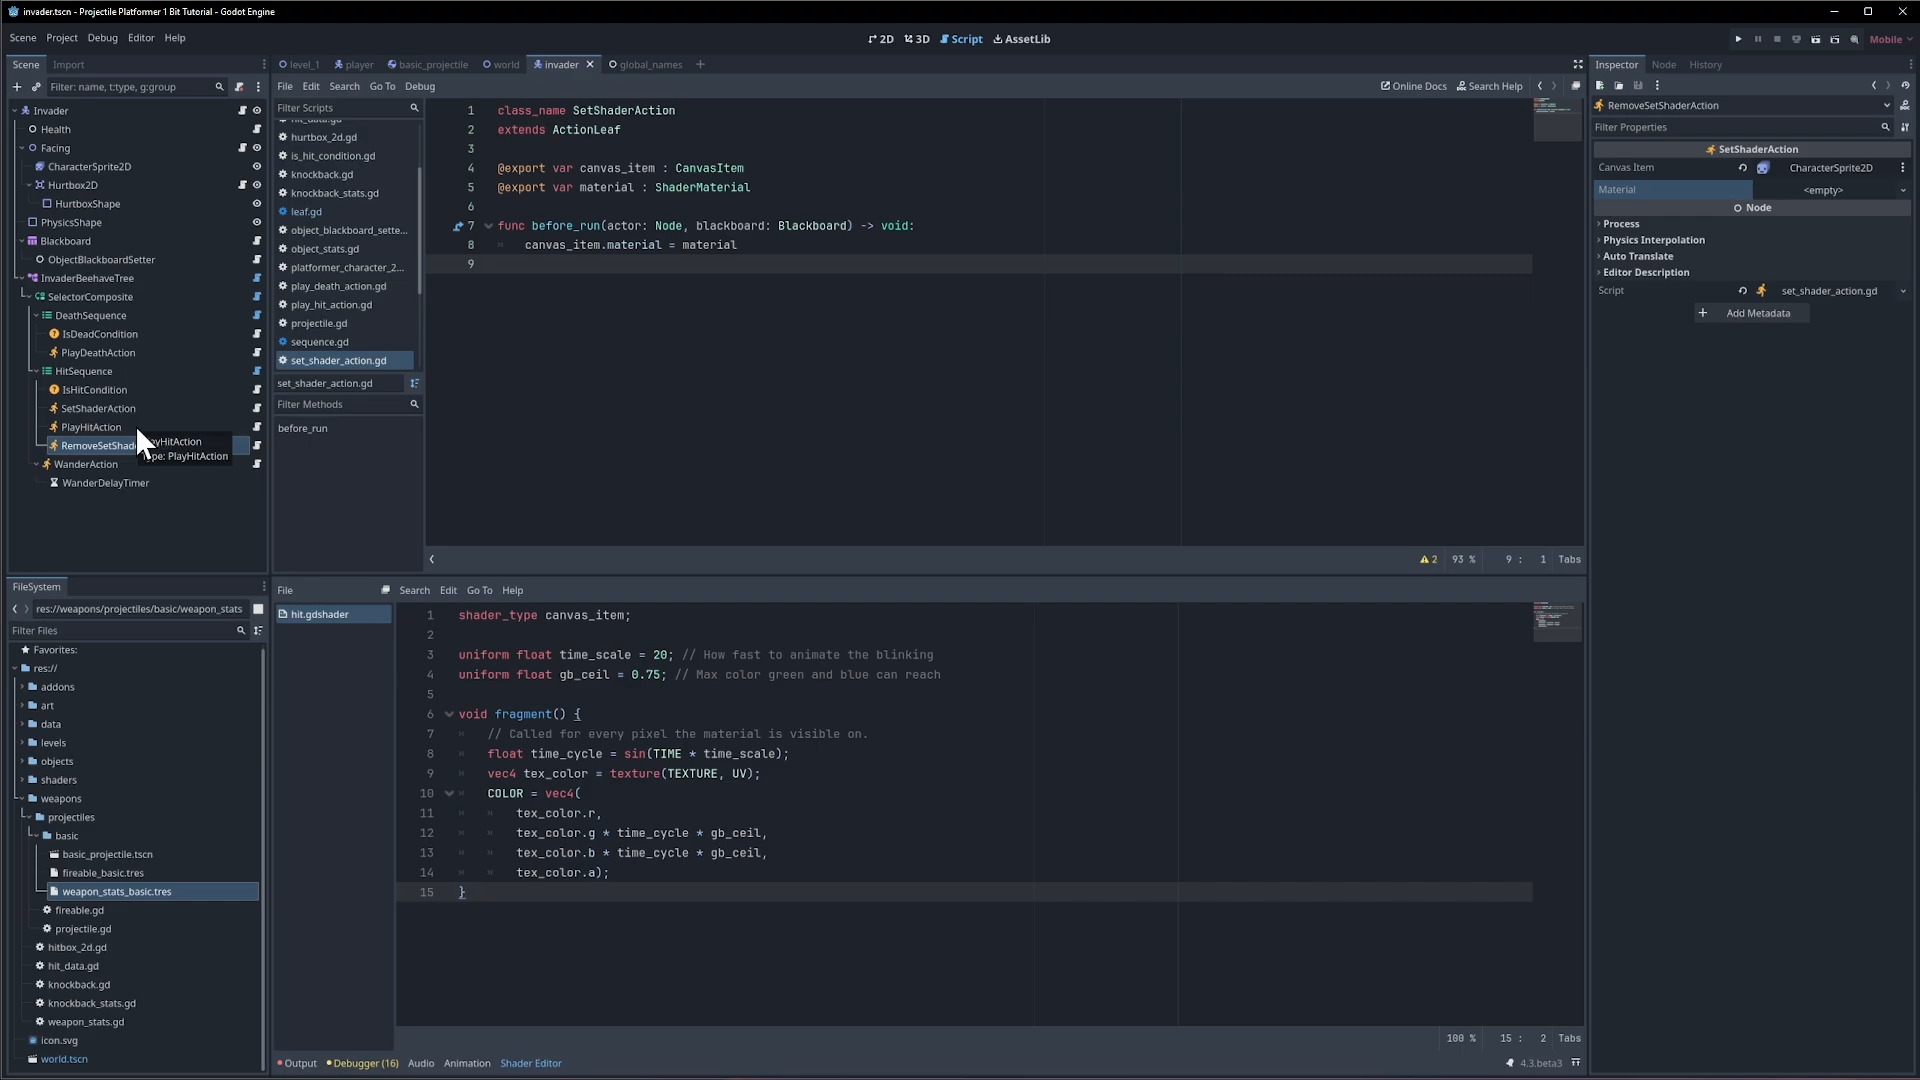 invader.tscn - Projectile Platformer 1 Bit Tutorial - Godot Engine
Scene Project Debug Editor Help
2D 3D Script AssetLib
Mobile
Scene Import
Filter: name, t:type, g:group
Invader
Health
Facing
CharacterSprite2D
Hurtbox2D
HurtboxShape
PhysicsShape
Blackboard
ObjectBlackboardSetter
InvaderBeehaveTree
SelectorComposite
DeathSequence
IsDeadCondition
PlayDeathAction
HitSequence
IsHitCondition
SetShaderAction
PlayHitAction
RemoveSetShade
WanderAction
WanderDelayTimer
ayHitAction
ype: PlayHitAction
level_1 player basic_projectile world invader global_names
File Edit Search Go To Debug
Online Docs Search Help
Filter Scripts
hit_data.gd
hurtbox_2d.gd
is_hit_condition.gd
knockback.gd
knockback_stats.gd
leaf.gd
object_blackboard_sette...
object_stats.gd
platformer_character_2...
play_death_action.gd
play_hit_action.gd
projectile.gd
sequence.gd
set_shader_action.gd
set_shader_action.gd
Filter Methods
before_run
1 class_name SetShaderAction
2 extends ActionLeaf
3
4 @export var canvas_item : CanvasItem
5 @export var material : ShaderMaterial
6
7 func before_run(actor: Node, blackboard: Blackboard) -> void:
8 canvas_item.material = material
9
2 93 % 9 : 1 Tabs
Inspector Node History
RemoveSetShaderAction
Filter Properties
SetShaderAction
Canvas Item CharacterSprite2D
Material <empty>
Node
Process
Physics Interpolation
Auto Translate
Editor Description
Script set_shader_action.gd
Add Metadata
FileSystem
res://weapons/projectiles/basic/weapon_stats
Filter Files
Favorites:
res://
addons
art
data
levels
objects
shaders
weapons
projectiles
basic
basic_projectile.tscn
fireable_basic.tres
weapon_stats_basic.tres
fireable.gd
projectile.gd
hitbox_2d.gd
hit_data.gd
knockback.gd
knockback_stats.gd
weapon_stats.gd
icon.svg
world.tscn
File Search Edit Go To Help
hit.gdshader
1 shader_type canvas_item;
2
3 uniform float time_scale = 20; // How fast to animate the blinking
4 uniform float gb_ceil = 0.75; // Max color green and blue can reach
5
6 void fragment() {
7 // Called for every pixel the material is visible on.
8 float time_cycle = sin(TIME * time_scale);
9 vec4 tex_color = texture(TEXTURE, UV);
10 COLOR = vec4(
11 tex_color.r,
12 tex_color.g * time_cycle * gb_ceil,
13 tex_color.b * time_cycle * gb_ceil,
14 tex_color.a);
15 }
100 % 15 : 2 Tabs
Output Debugger (16) Audio Animation Shader Editor
4.3.beta3